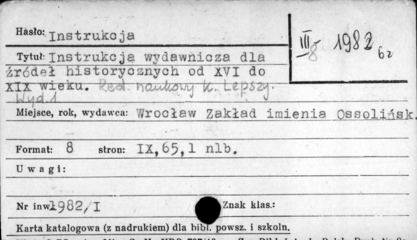 Hasło: Instrukcja
III-8 1982 62
Tytuł: Instrukcja wydawnicza dla
źródeł historycznych od XVI do
XIX wieku. Red. naukowy K. Lepszy.
Wyd.1
Miejsce, rok, wydawca: Wrocław Zakład imienia Ossolińsk.
Format: 8 stron: IX,65,1 nlb.
Uwagi:
Nr inw. 1982/I Znak klas.:
Karta katalogowa (z nadrukiem) dla bibl. powsz. i szkoln.